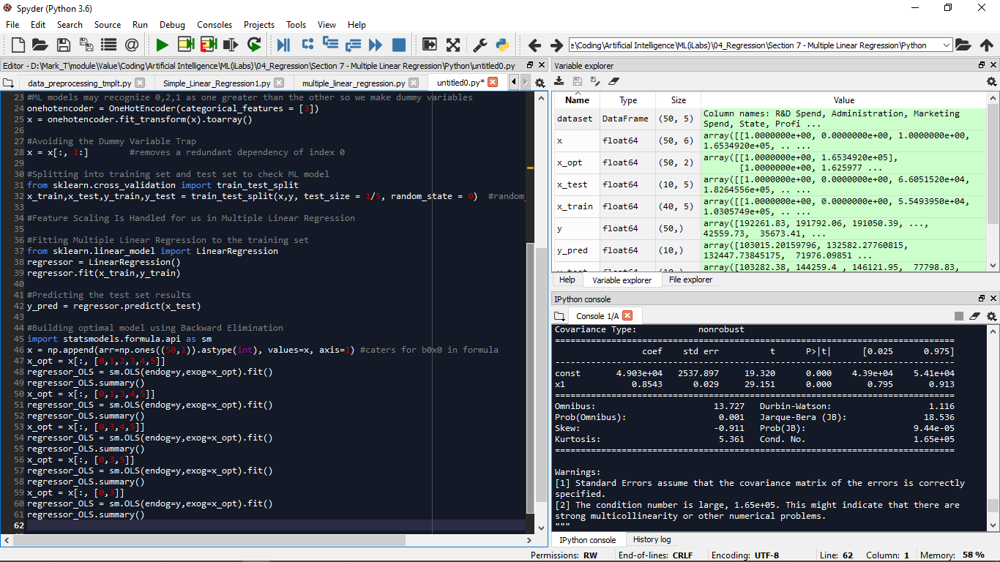 Spyder (Python 3.6)
File Edit Search Source Run Debug Consoles Projects Tools View Help
e\Coding\Artificial Intelligence\ML(iLabs)\04_Regression\Section 7 - Multiple Linear Regression\Python
Editor - D:\Mark_T\module\Value\Coding\Artificial Intelligence\ML(iLabs)\04_Regression\Section 7 - Multiple Linear Regression\Python\untitled0.py
data_preprocessing_tmplt.py Simple_Linear_Regression1.py multiple_linear_regression.py untitled0.py*
23 #ML models may recognize 0,2,1 as one greater than the other so we make dummy variables
24 onehotencoder = OneHotEncoder(categorical_features = [3])
25 x = onehotencoder.fit_transform(x).toarray()
26
27 #Avoiding the Dummy Variable Trap
28 x = x[:, 1:] #removes a redundant dependency of index 0
29
30 #Splitting into training set and test set to check ML model
31 from sklearn.cross_validation import train_test_split
32 x_train,x_test,y_train,y_test = train_test_split(x,y, test_size = 1/5, random_state = 0) #random_
33
34 #Feature Scaling Is Handled for us in Multiple Linear Regression
35
36 #Fitting Multiple Linear Regression to the training set
37 from sklearn.linear_model import LinearRegression
38 regressor = LinearRegression()
39 regressor.fit(x_train,y_train)
40
41 #Predicting the test set results
42 y_pred = regressor.predict(x_test)
43
44 #Building optimal model using Backward Elimination
45 import statsmodels.formula.api as sm
46 x = np.append(arr=np.ones((50,1)).astype(int), values=x, axis=1) #caters for b0x0 in formula
47 x_opt = x[:, [0,1,2,3,4,5]]
48 regressor_OLS = sm.OLS(endog=y,exog=x_opt).fit()
49 regressor_OLS.summary()
50 x_opt = x[:, [0,1,3,4,5]]
51 regressor_OLS = sm.OLS(endog=y,exog=x_opt).fit()
52 regressor_OLS.summary()
53 x_opt = x[:, [0,3,4,5]]
54 regressor_OLS = sm.OLS(endog=y,exog=x_opt).fit()
55 regressor_OLS.summary()
56 x_opt = x[:, [0,3,5]]
57 regressor_OLS = sm.OLS(endog=y,exog=x_opt).fit()
58 regressor_OLS.summary()
59 x_opt = x[:, [0,3]]
60 regressor_OLS = sm.OLS(endog=y,exog=x_opt).fit()
61 regressor_OLS.summary()
62
Variable explorer
Name Type Size Value
dataset DataFrame (50, 5) Column names: R&D Spend, Administration, Marketing
Spend, State, Profi ...
x float64 (50, 6) array([[1.0000000e+00, 0.0000000e+00, 1.0000000e+00,
1.6534920e+05, .. ...
x_opt float64 (50, 2) array([[1.0000000e+00, 1.6534920e+05],
[1.0000000e+00, 1.625977 ...
x_test float64 (10, 5) array([[1.0000000e+00, 0.0000000e+00, 6.6051520e+04,
1.8264556e+05, .. ...
x_train float64 (40, 5) array([[1.0000000e+00, 0.0000000e+00, 5.5493950e+04,
1.0305749e+05, .. ...
y float64 (50,) array([192261.83, 191792.06, 191050.39, ...,
42559.73, 35673.41, ...
y_pred float64 (10,) array([103015.20159796, 132582.27760815,
132447.73845175, 71976.09851 ...
y_test float64 (10,) array([103282.38, 144259.4 , 146121.95, 77798.83,
Help Variable explorer File explorer
IPython console
Console 1/A
Covariance Type: nonrobust
==============================================================================
coef std err t P>|t| [0.025 0.975]
------------------------------------------------------------------------------
const 4.903e+04 2537.897 19.320 0.000 4.39e+04 5.41e+04
x1 0.8543 0.029 29.151 0.000 0.795 0.913
==============================================================================
Omnibus: 13.727 Durbin-Watson: 1.116
Prob(Omnibus): 0.001 Jarque-Bera (JB): 18.536
Skew: -0.911 Prob(JB): 9.44e-05
Kurtosis: 5.361 Cond. No. 1.65e+05
==============================================================================
Warnings:
[1] Standard Errors assume that the covariance matrix of the errors is correctly
specified.
[2] The condition number is large, 1.65e+05. This might indicate that there are
strong multicollinearity or other numerical problems.
"""
IPython console History log
Permissions: RW End-of-lines: CRLF Encoding: UTF-8 Line: 62 Column: 1 Memory: 58 %